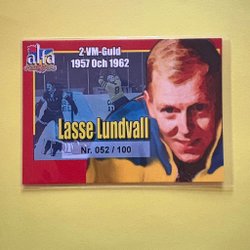 alfa
2 VM-Guld
1957 Och 1962
Lasse Lundvall
Nr. 052 / 100